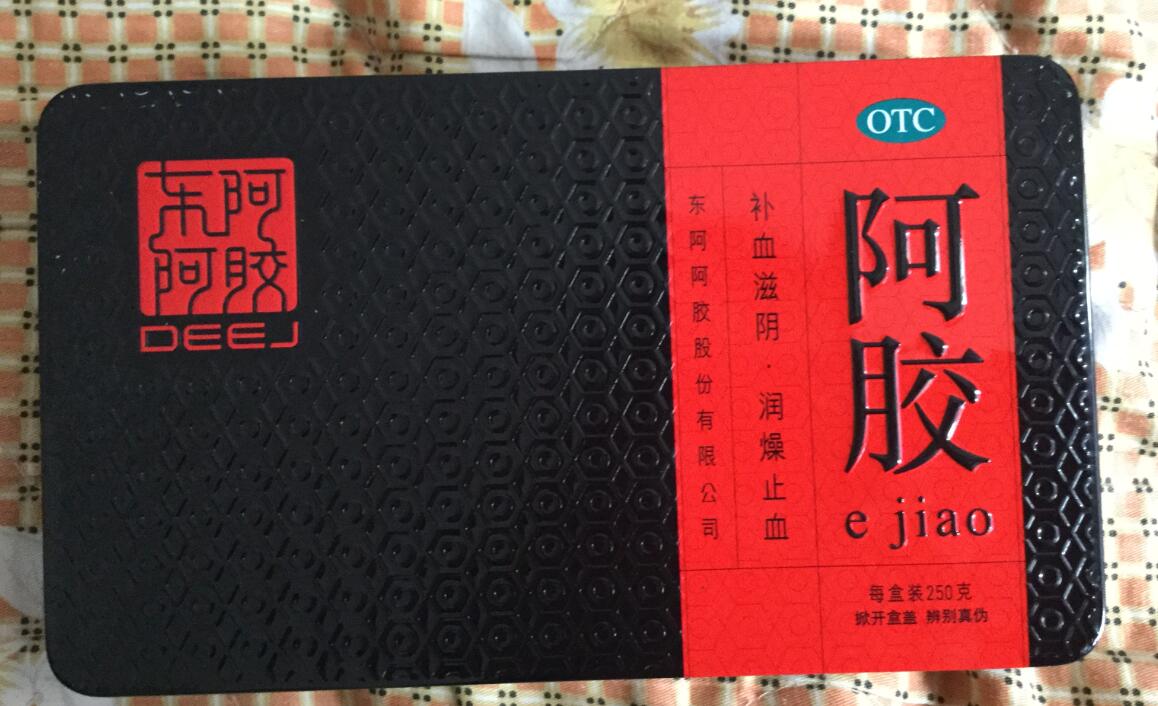 东阿
阿胶
DEEJ
OTC
阿胶
e jiao
补血滋阴·润燥止血
东阿阿胶股份有限公司
每盒装250克
掀开盒盖 辨别真伪